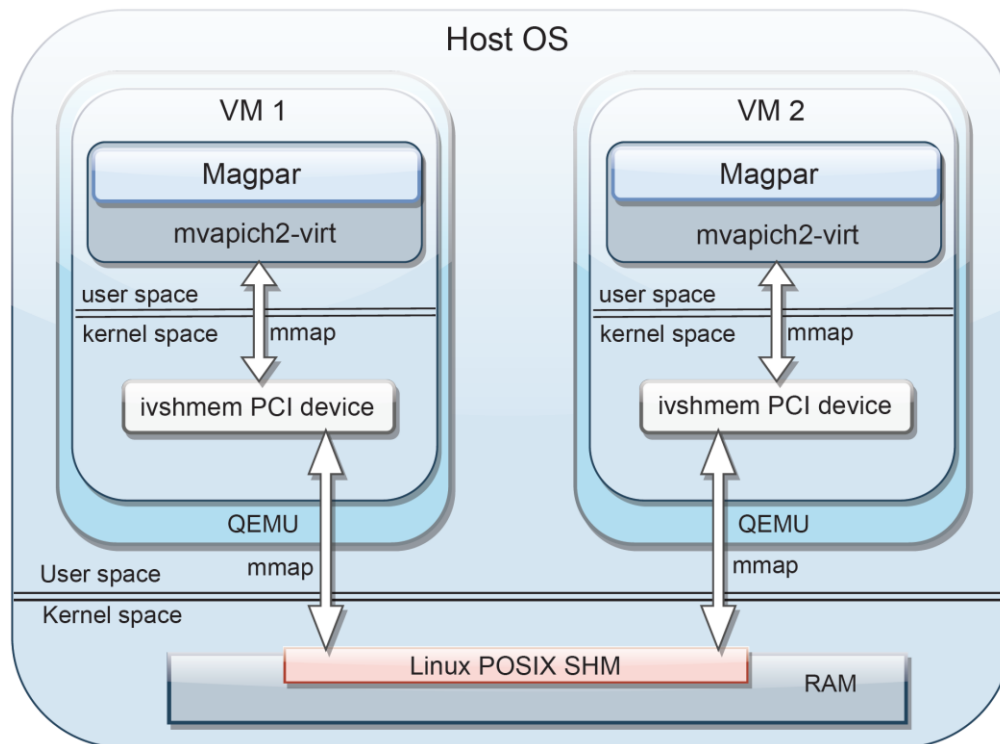 Host OS
VM 1
VM 2
Magpar
Magpar
mvapich2-virt
mvapich2-virt
user space
user space
kernel space
mmap
kernel space
mmap
ivshmem PCI device
ivshmem PCI device
QEMU
QEMU
mmap
mmap
User space
Kernel space
Linux POSIX SHM
RAM